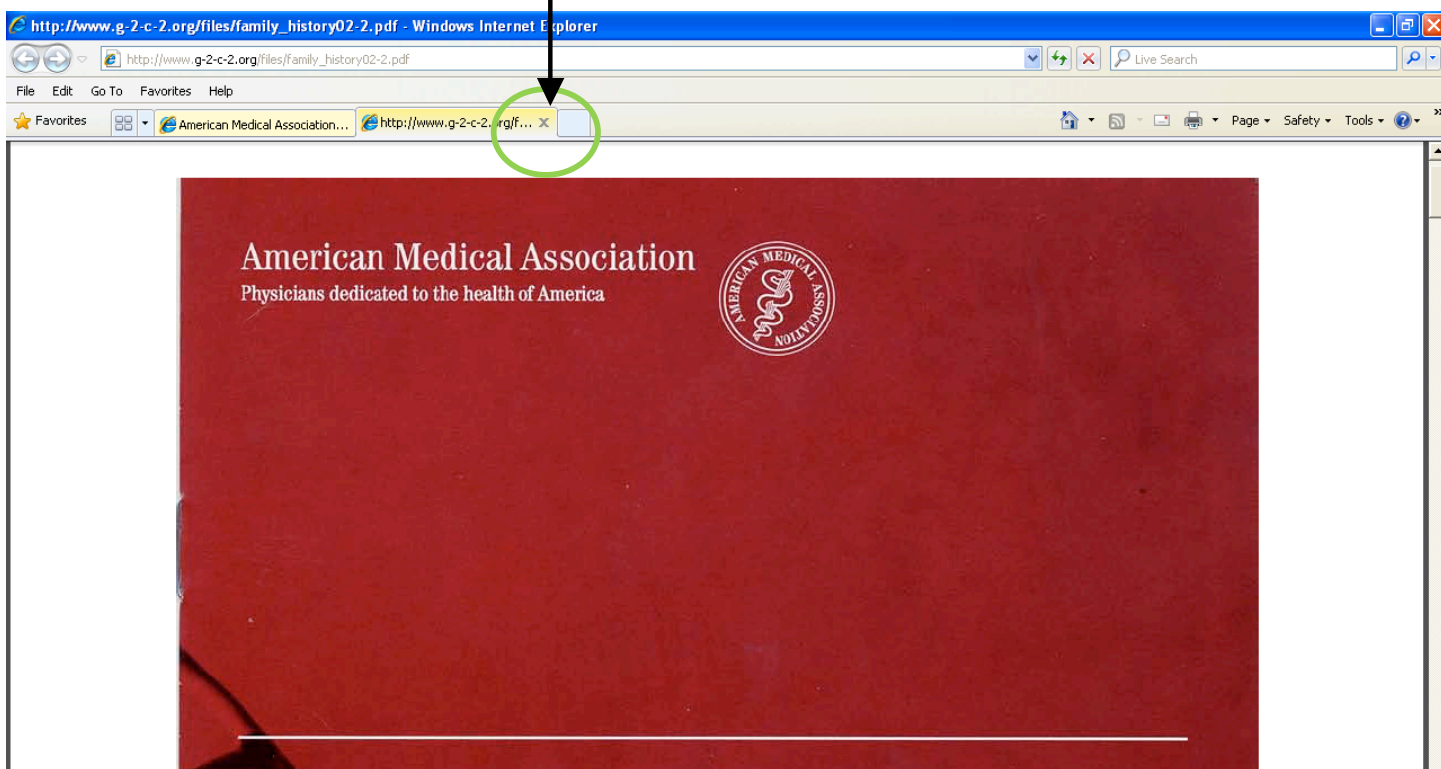 http://www.g-2-c-2.org/files/family_history02-2.pdf - Windows Internet Explorer
http://www.g-2-c-2.org/files/family_history02-2.pdf
Live Search
File Edit Go To Favorites Help
Favorites
American Medical Association...
http://www.g-2-c-2.org/f...
Page Safety Tools
American Medical Association
Physicians dedicated to the health of America
AMERICAN MEDICAL ASSOCIATION